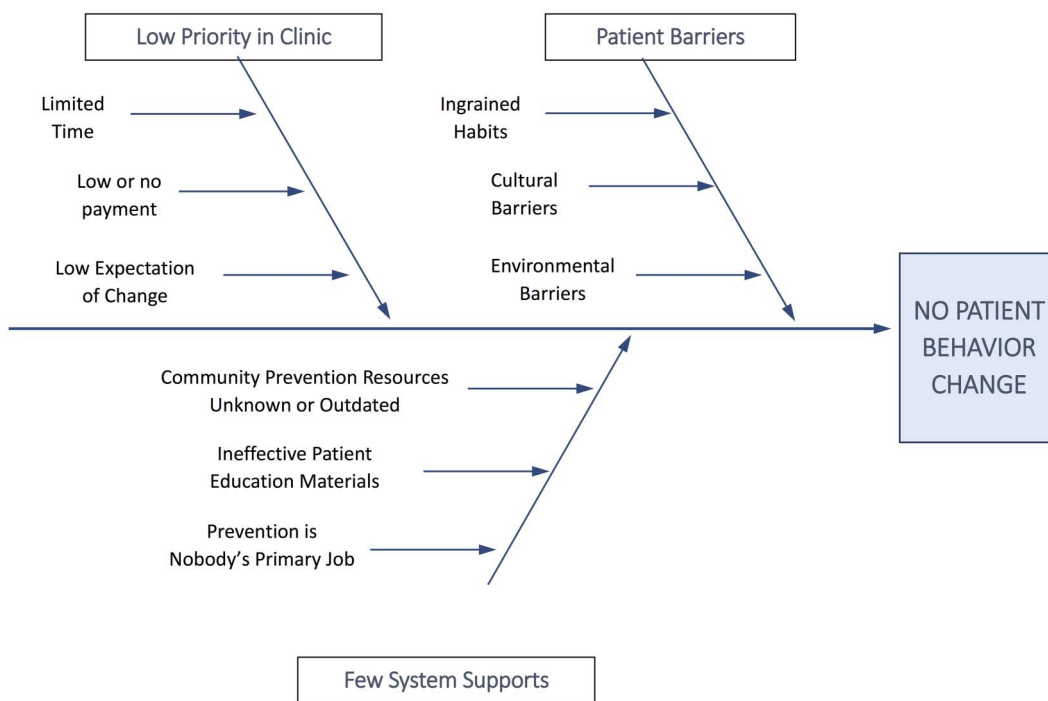 Low Priority in Clinic
Patient Barriers
Limited
Time
Low or no
payment
Low Expectation
of Change
Ingrained
Habits
Cultural
Barriers
Environmental
Barriers
NO PATIENT
BEHAVIOR
CHANGE
Community Prevention Resources
Unknown or Outdated
Ineffective Patient
Education Materials
Prevention is
Nobody’s Primary Job
Few System Supports